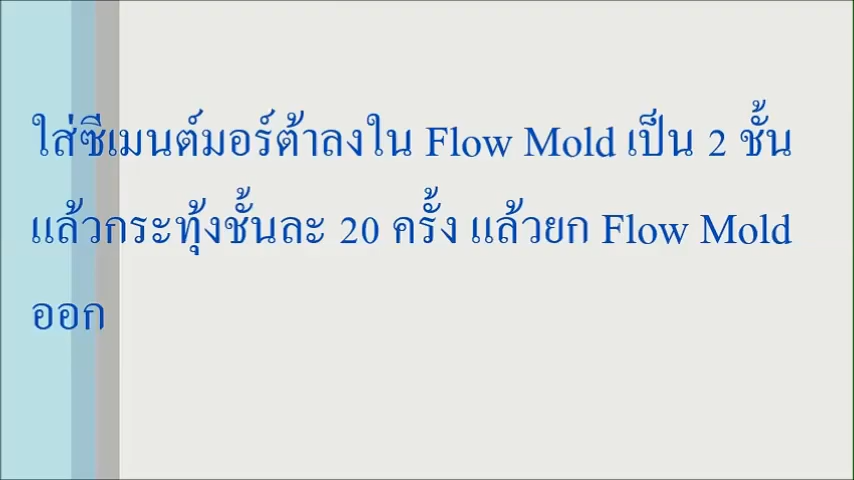 ใส่ซีเมนต์มอร์ต้าลงใน Flow Mold เป็น 2 ชั้น
แล้วกระทุ้งชั้นละ 20 ครั้ง แล้วยก Flow Mold
ออก